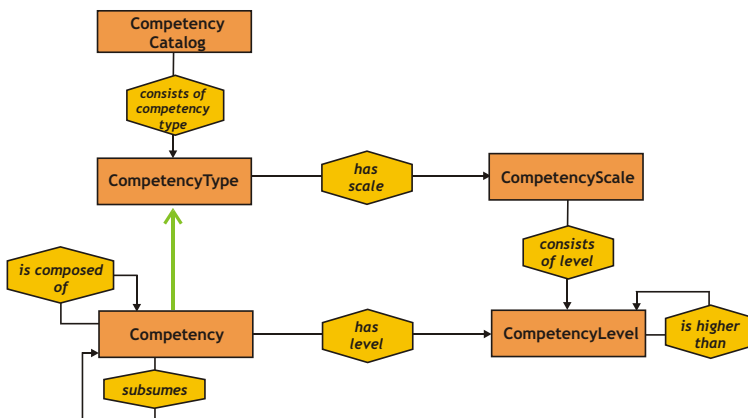 Competency
Catalog
consists of
competency
type
CompetencyType
has
scale
CompetencyScale
consists
of level
is composed
of
Competency
has
level
CompetencyLevel
is higher
than
subsumes